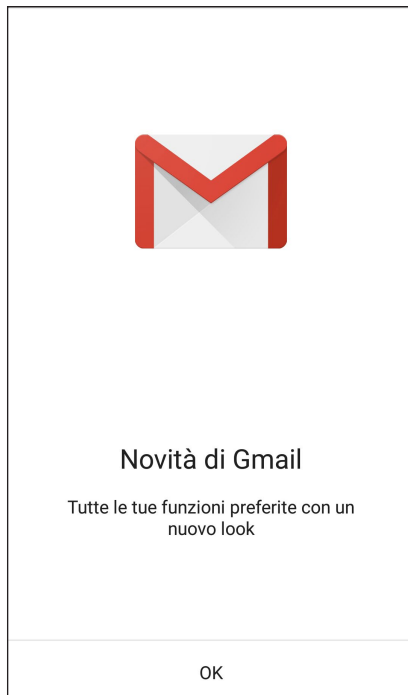 Novità di Gmail
Tutte le tue funzioni preferite con un
nuovo look
OK